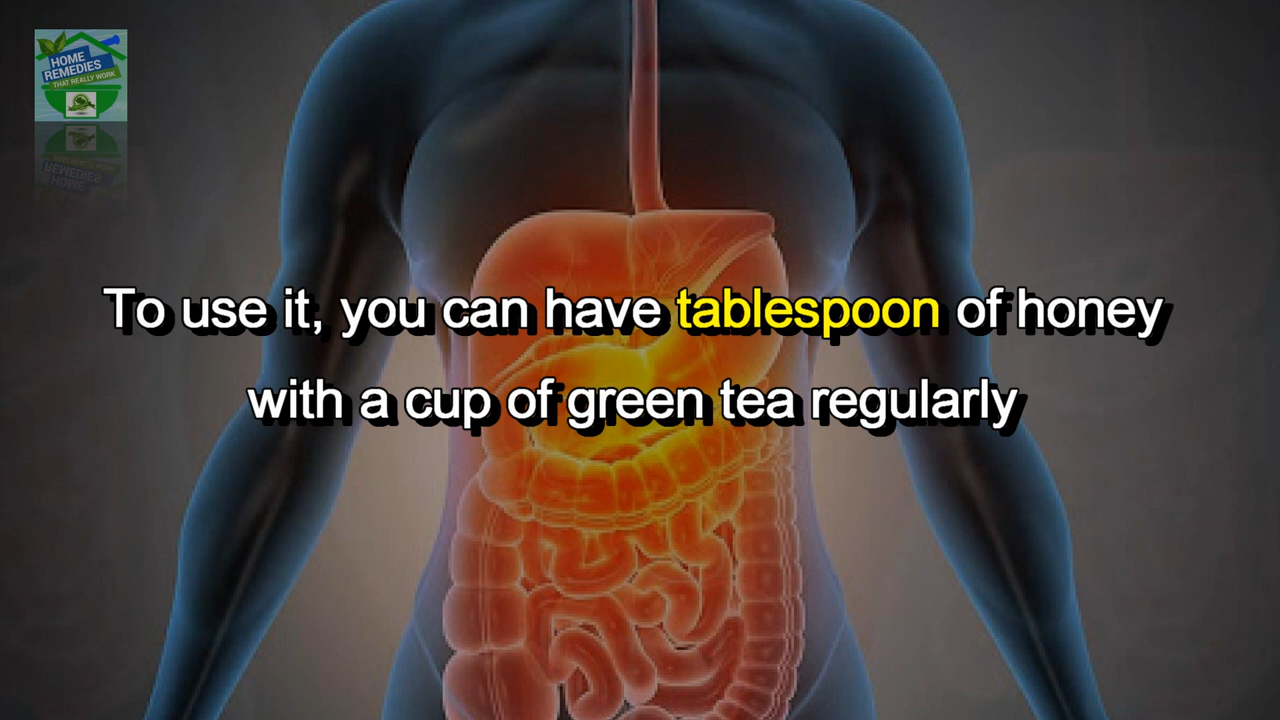 HOME
REMEDIES
THAT REALLY WORK
To use it, you can have tablespoon of honey
with a cup of green tea regularly